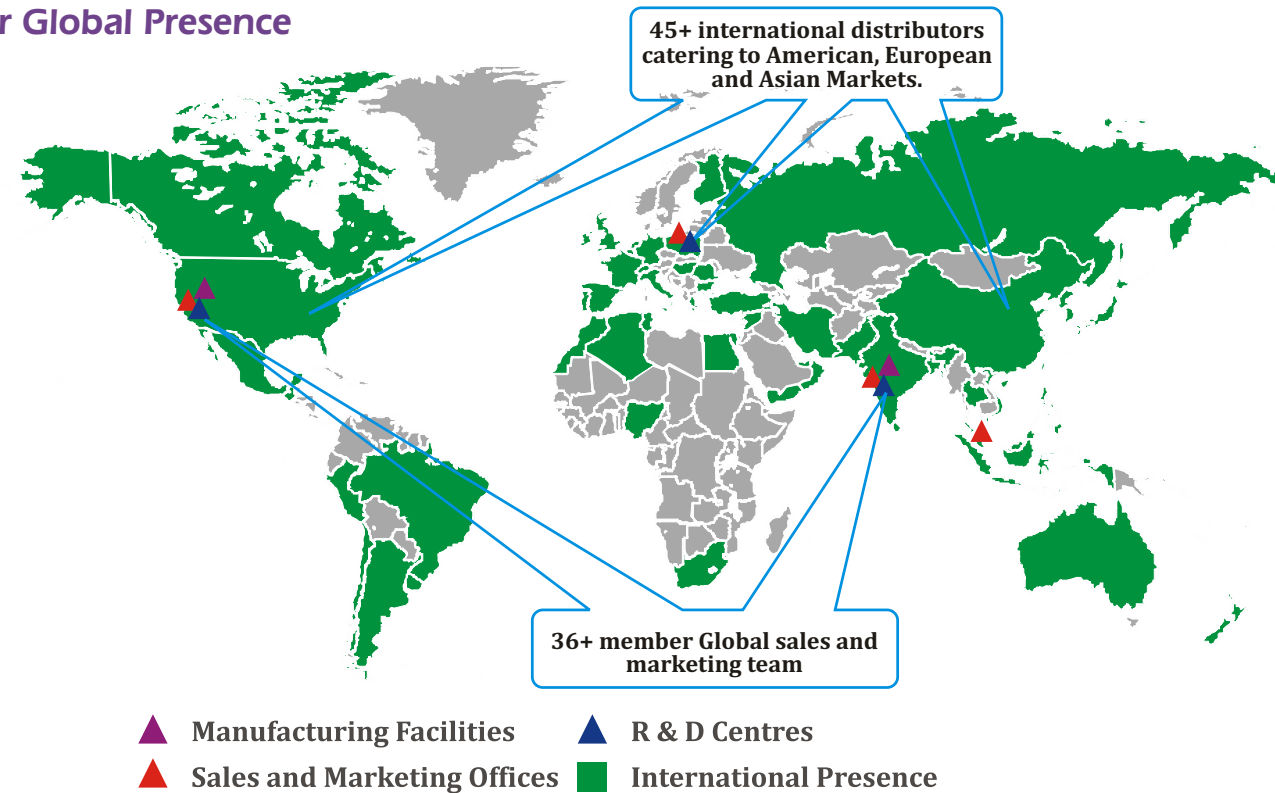 r Global Presence
45+ international distributors
catering to American, European
and Asian Markets.
36+ member Global sales and
marketing team
Manufacturing Facilities
R & D Centres
Sales and Marketing Offices
International Presence